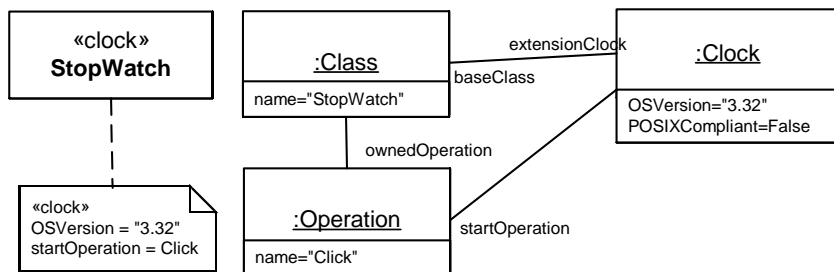 «clock»
StopWatch
«clock»
OSVersion = "3.32"
startOperation = Click
:Class
name="StopWatch"
extensionClock
baseClass
:Clock
OSVersion="3.32"
POSIXCompliant=False
ownedOperation
:Operation
name="Click"
startOperation